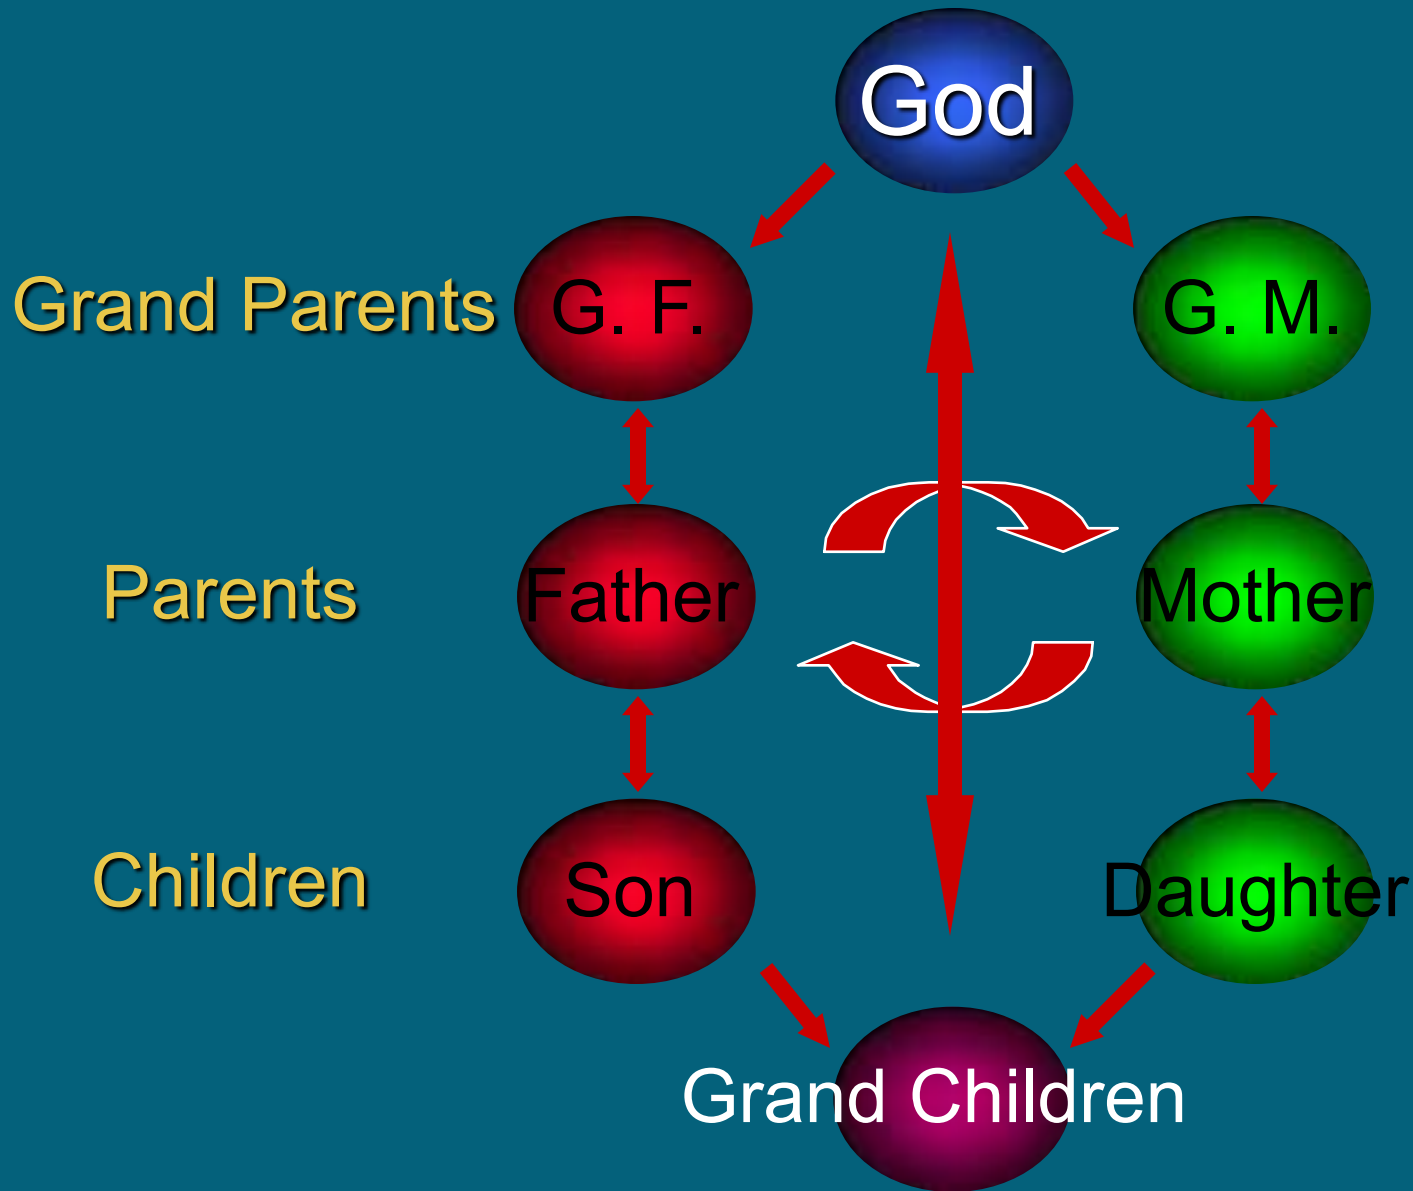 God
Grand Parents G. F. G. M.
Parents Father Mother
Children Son Daughter
Grand Children